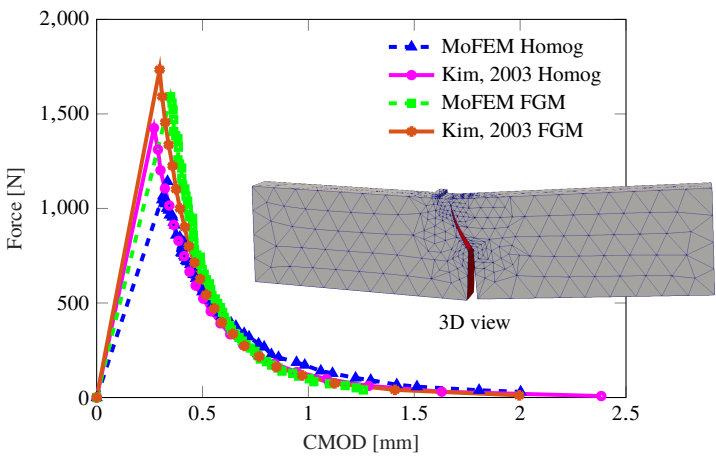 2,000
1,500
1,000
500
0
Force [N]
MoFEM Homog
Kim, 2003 Homog
MoFEM FGM
Kim, 2003 FGM
3D view
0
0.5
1
1.5
2
2.5
CMOD [mm]